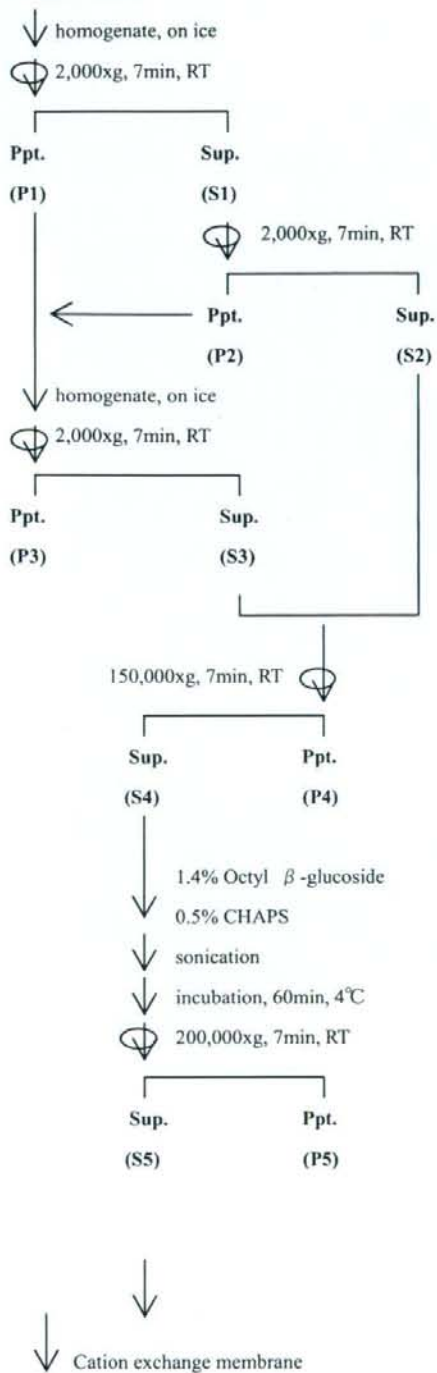 homogenate, on ice
2,000xg, 7min, RT
Ppt. Sup.
(P1) (S1)
2,000xg, 7min, RT
Ppt. Sup.
(P2) (S2)
homogenate, on ice
2,000xg, 7min, RT
Ppt. Sup.
(P3) (S3)
150,000xg, 7min, RT
Sup. Ppt.
(S4) (P4)
1.4% Octyl β-glucoside
0.5% CHAPS
sonication
incubation, 60min, 4℃
200,000xg, 7min, RT
Sup. Ppt.
(S5) (P5)
Cation exchange membrane